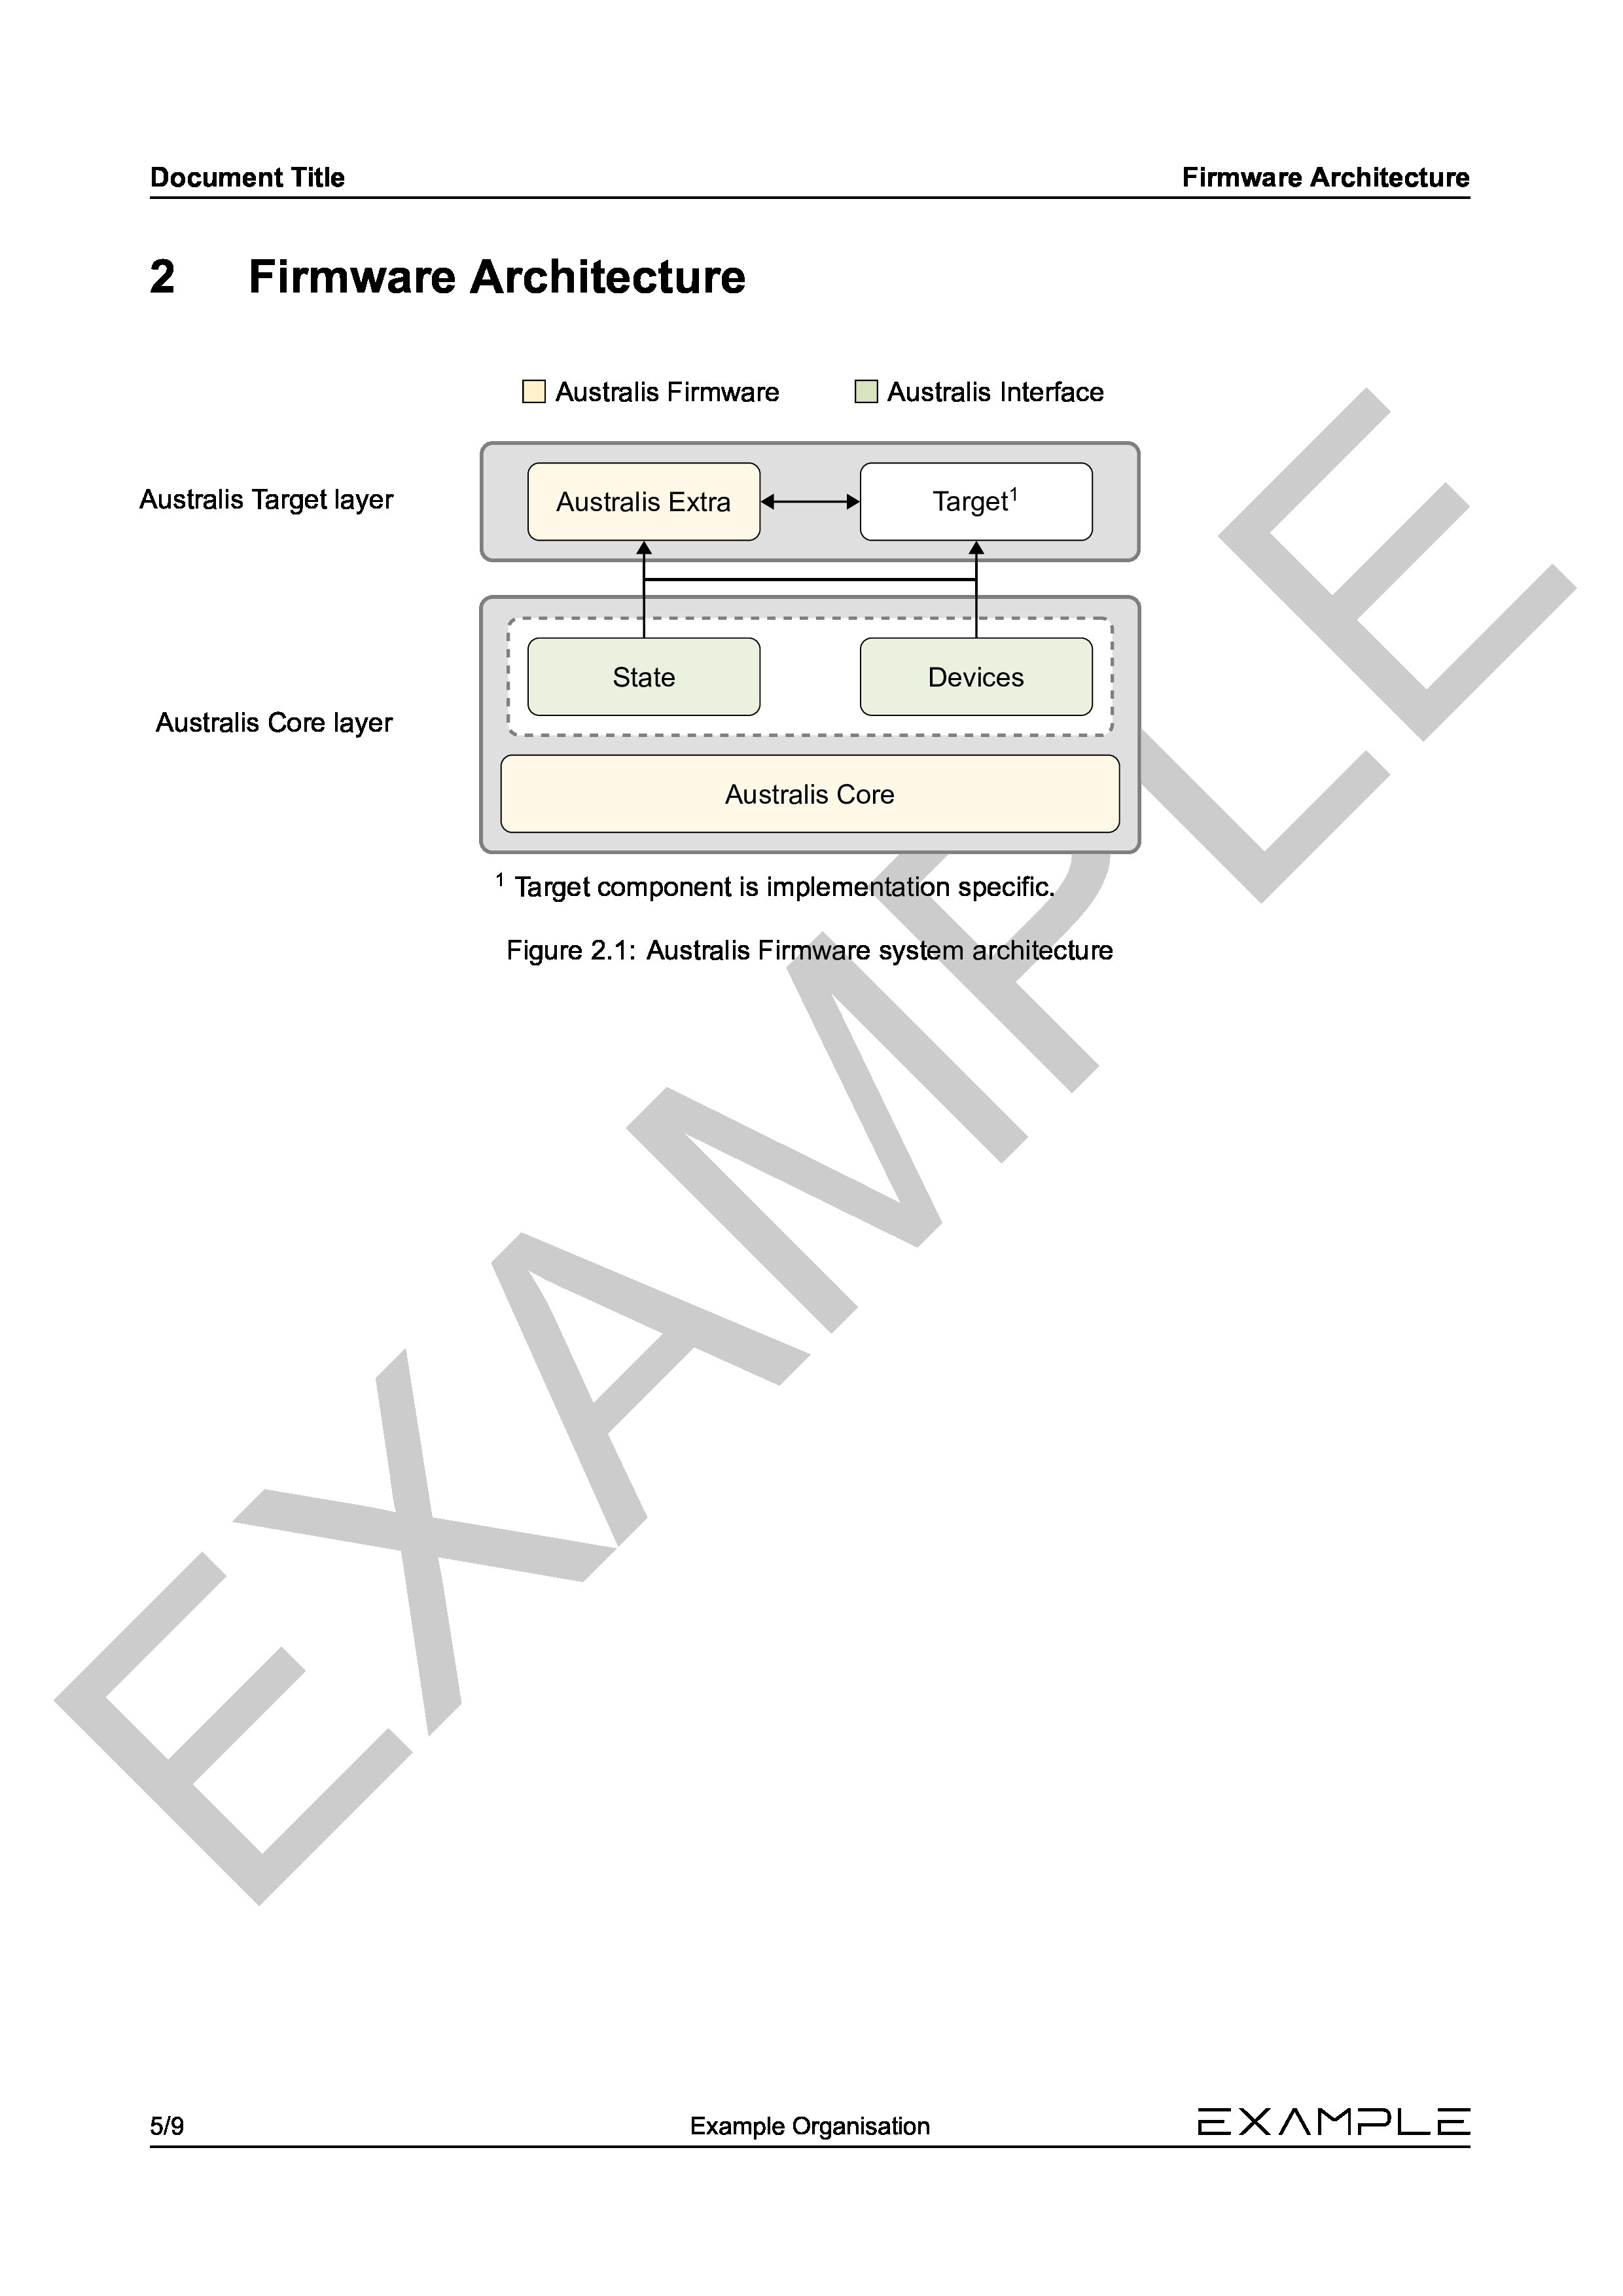 Document Title Firmware Architecture
2 Firmware Architecture
Australis Firmware Australis Interface
Australis Target layer
Australis Extra Target¹
State Devices
Australis Core layer
Australis Core
¹ Target component is implementation specific.
Figure 2.1: Australis Firmware system architecture
EXAMPLE
5/9 Example Organisation EXAMPLE